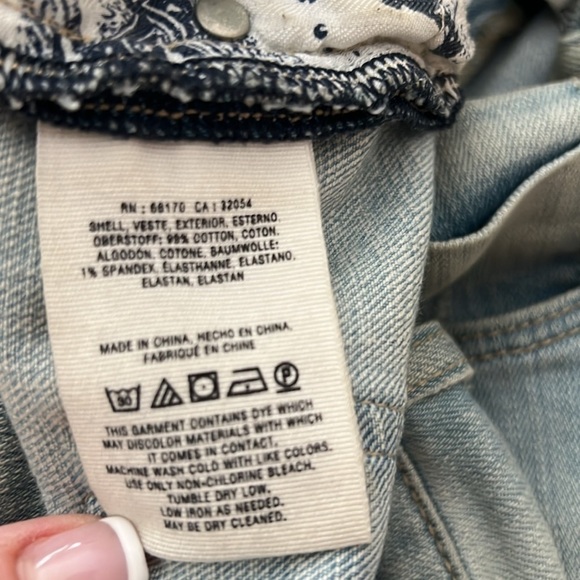 RN : 66170 CA : 32054
SHELL, VESTE, EXTERIOR, ESTERNO,
OBERSTOFF: 99% COTTON, COTON,
ALGODÓN, COTONE, BAUMWOLLE:
1% SPANDEX, ÉLASTHANNE, ELASTANO,
ELASTAN, ELASTAN
MADE IN CHINA, HECHO EN CHINA,
FABRIQUÉ EN CHINE
30 P
THIS GARMENT CONTAINS DYE WHICH
MAY DISCOLOR MATERIALS WITH WHICH
IT COMES IN CONTACT.
MACHINE WASH COLD WITH LIKE COLORS.
USE ONLY NON-CHLORINE BLEACH.
TUMBLE DRY LOW.
LOW IRON AS NEEDED.
MAY BE DRY CLEANED.